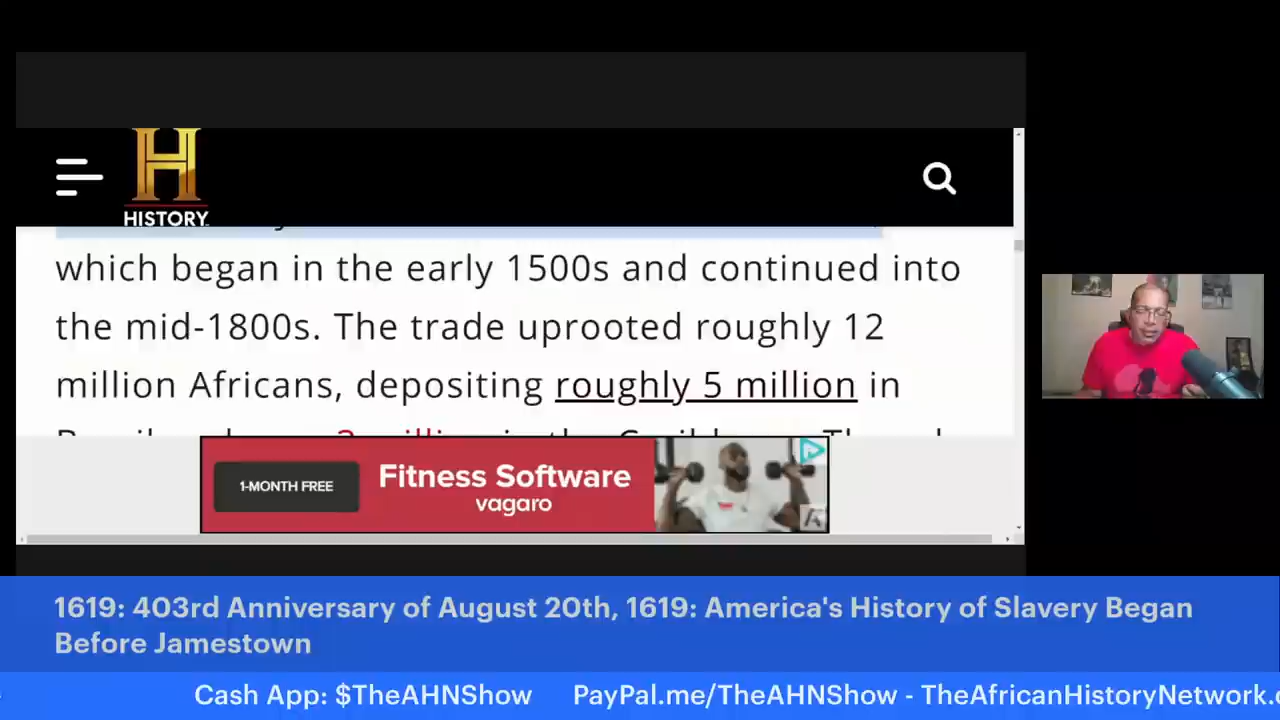 HISTORY
which began in the early 1500s and continued into
the mid-1800s. The trade uprooted roughly 12
million Africans, depositing roughly 5 million in
1-MONTH FREE
Fitness Software
vagaro
1619: 403rd Anniversary of August 20th, 1619: America's History of Slavery Began
Before Jamestown
Cash App: $TheAHNShow PayPal.me/TheAHNShow - TheAfricanHistoryNetwork.c